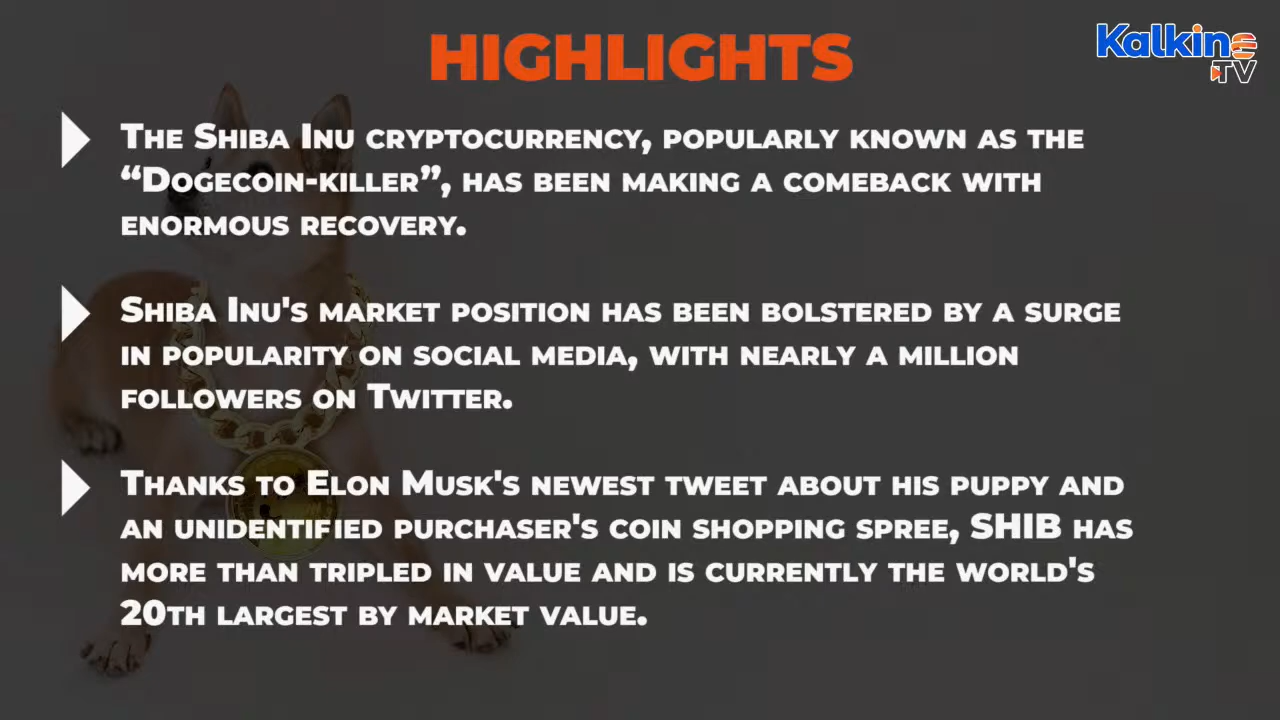 HIGHLIGHTS
Kalkine
TV
The Shiba Inu cryptocurrency, popularly known as the
“Dogecoin-killer”, has been making a comeback with
enormous recovery.
Shiba Inu's market position has been bolstered by a surge
in popularity on social media, with nearly a million
followers on Twitter.
Thanks to Elon Musk's newest tweet about his puppy and
an unidentified purchaser's coin shopping spree, SHIB has
more than tripled in value and is currently the world's
20th largest by market value.